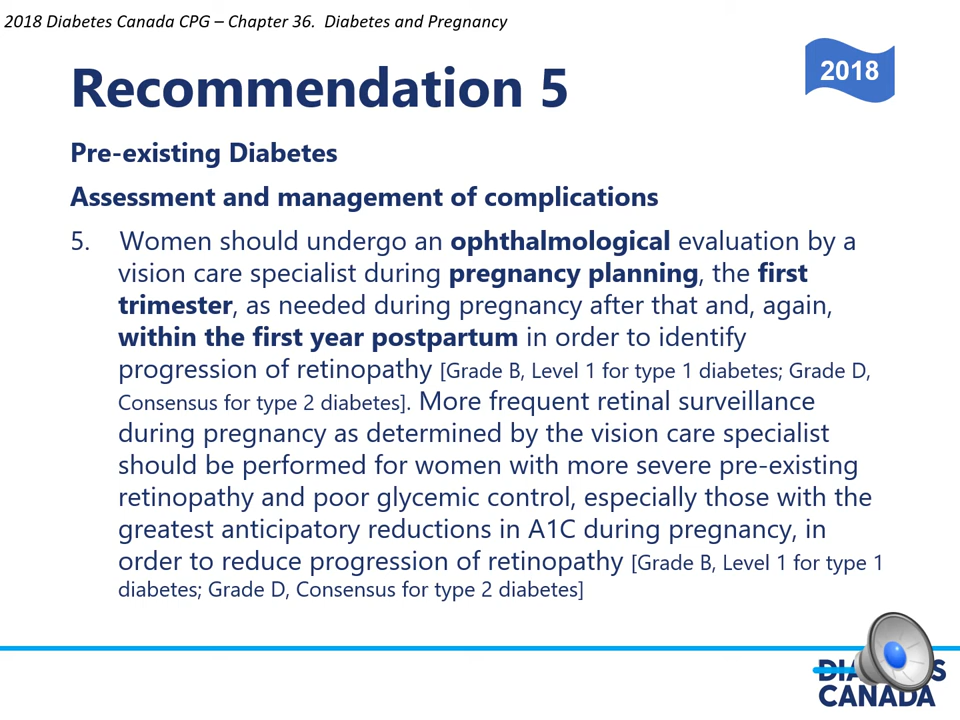 2018 Diabetes Canada CPG – Chapter 36.  Diabetes and Pregnancy
2018
Recommendation 5
Pre-existing Diabetes
Assessment and management of complications
5. Women should undergo an ophthalmological evaluation by a
vision care specialist during pregnancy planning, the first
trimester, as needed during pregnancy after that and, again,
within the first year postpartum in order to identify
progression of retinopathy [Grade B, Level 1 for type 1 diabetes; Grade D,
Consensus for type 2 diabetes]. More frequent retinal surveillance
during pregnancy as determined by the vision care specialist
should be performed for women with more severe pre-existing
retinopathy and poor glycemic control, especially those with the
greatest anticipatory reductions in A1C during pregnancy, in
order to reduce progression of retinopathy [Grade B, Level 1 for type 1
diabetes; Grade D, Consensus for type 2 diabetes]
CANADA